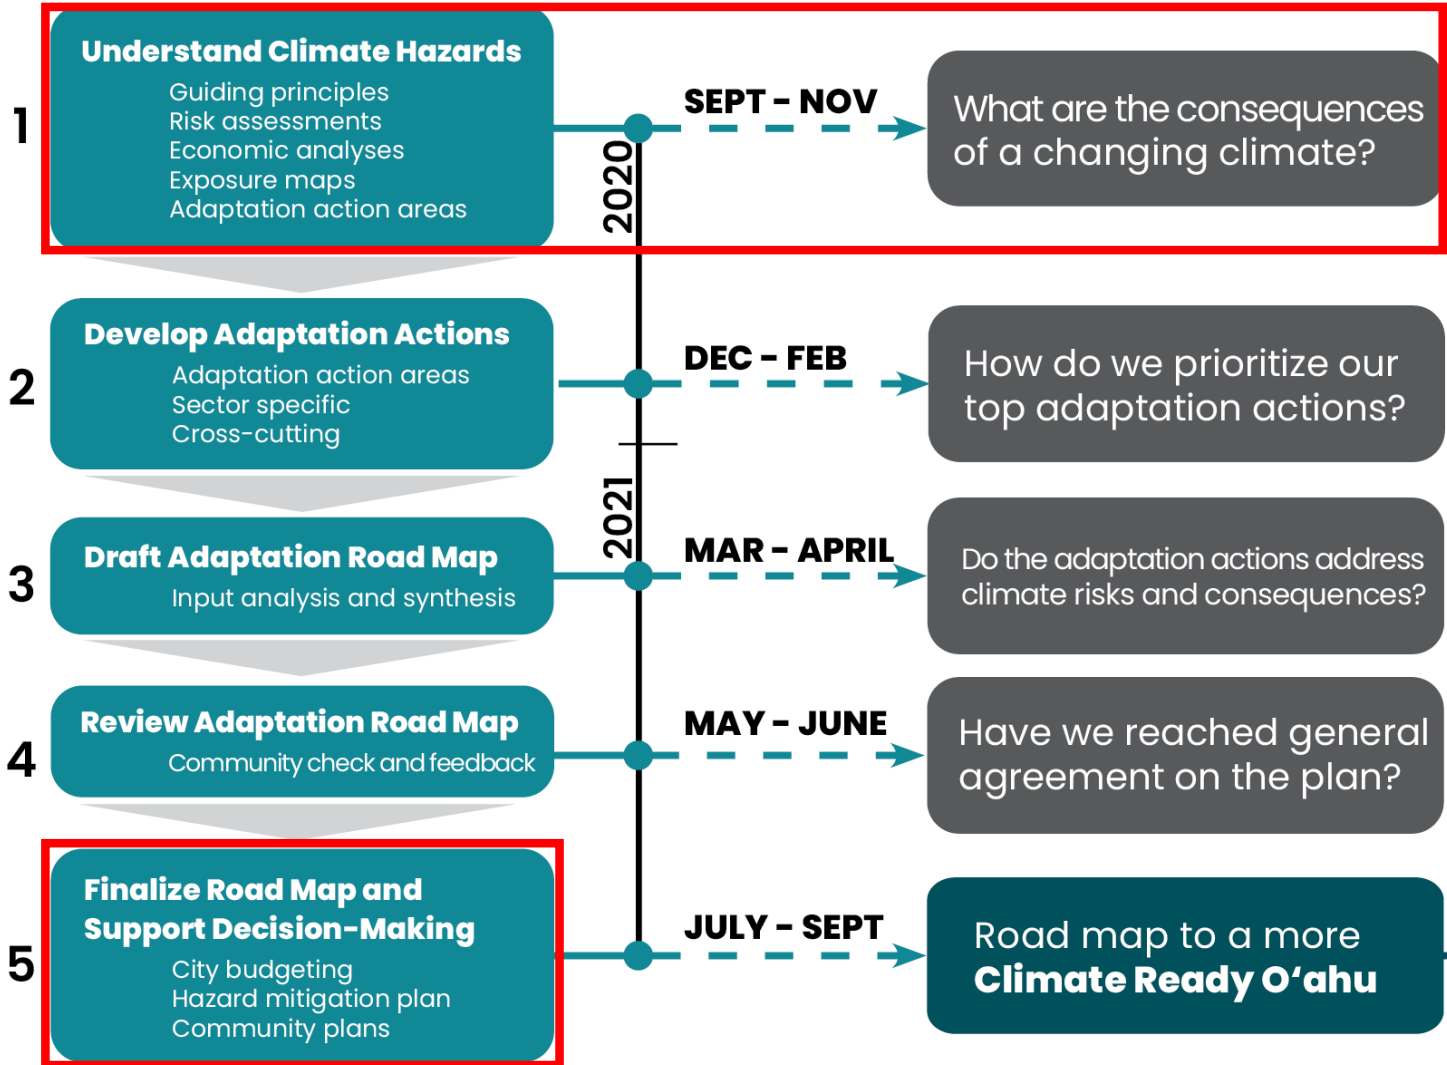 1
Understand Climate Hazards
Guiding principles
Risk assessments
Economic analyses
Exposure maps
Adaptation action areas
SEPT - NOV
What are the consequences
of a changing climate?
2020
2
Develop Adaptation Actions
Adaptation action areas
Sector specific
Cross-cutting
DEC - FEB
How do we prioritize our
top adaptation actions?
2021
3
Draft Adaptation Road Map
Input analysis and synthesis
MAR - APRIL
Do the adaptation actions address
climate risks and consequences?
4
Review Adaptation Road Map
Community check and feedback
MAY - JUNE
Have we reached general
agreement on the plan?
5
Finalize Road Map and
Support Decision-Making
City budgeting
Hazard mitigation plan
Community plans
JULY - SEPT
Road map to a more
Climate Ready Oʻahu